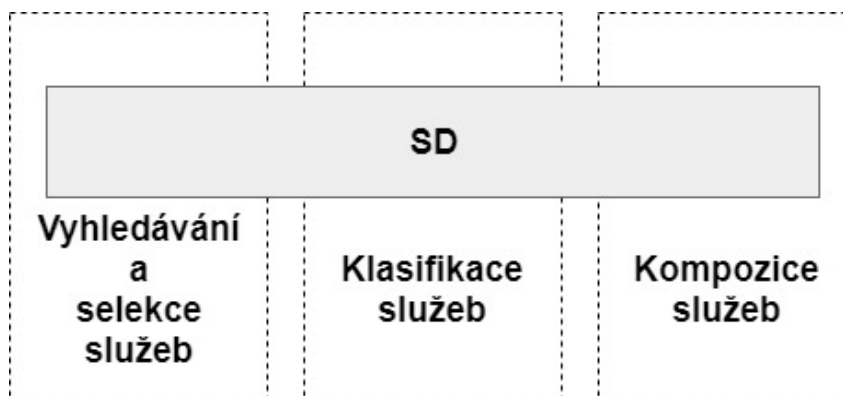 SD
Vyhledávání
a
selekce
služeb
Klasifikace
služeb
Kompozice
služeb